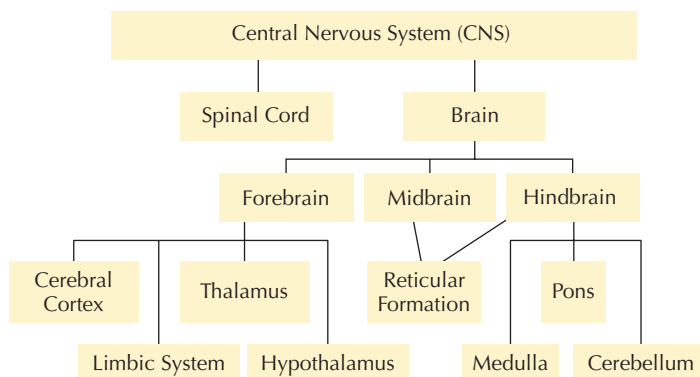 Central Nervous System (CNS)
Spinal Cord
Brain
Forebrain
Midbrain
Hindbrain
Cerebral
Cortex
Thalamus
Reticular
Formation
Pons
Limbic System
Hypothalamus
Medulla
Cerebellum